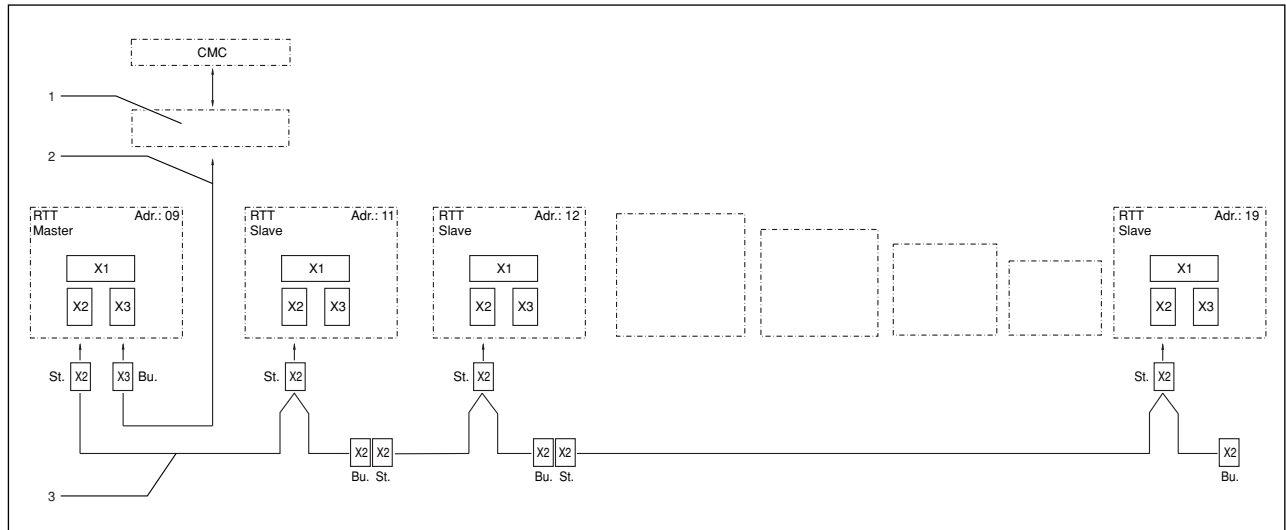 CMC
1
2
RTT Adr.: 09
Master
X1
X2 X3
RTT Adr.: 11
Slave
X1
X2 X3
RTT Adr.: 12
Slave
X1
X2 X3
RTT Adr.: 19
Slave
X1
X2 X3
St. X2 X3 Bu.
St. X2
St. X2
St. X2
X2 X2
Bu. St.
X2 X2
Bu. St.
X2
Bu.
3